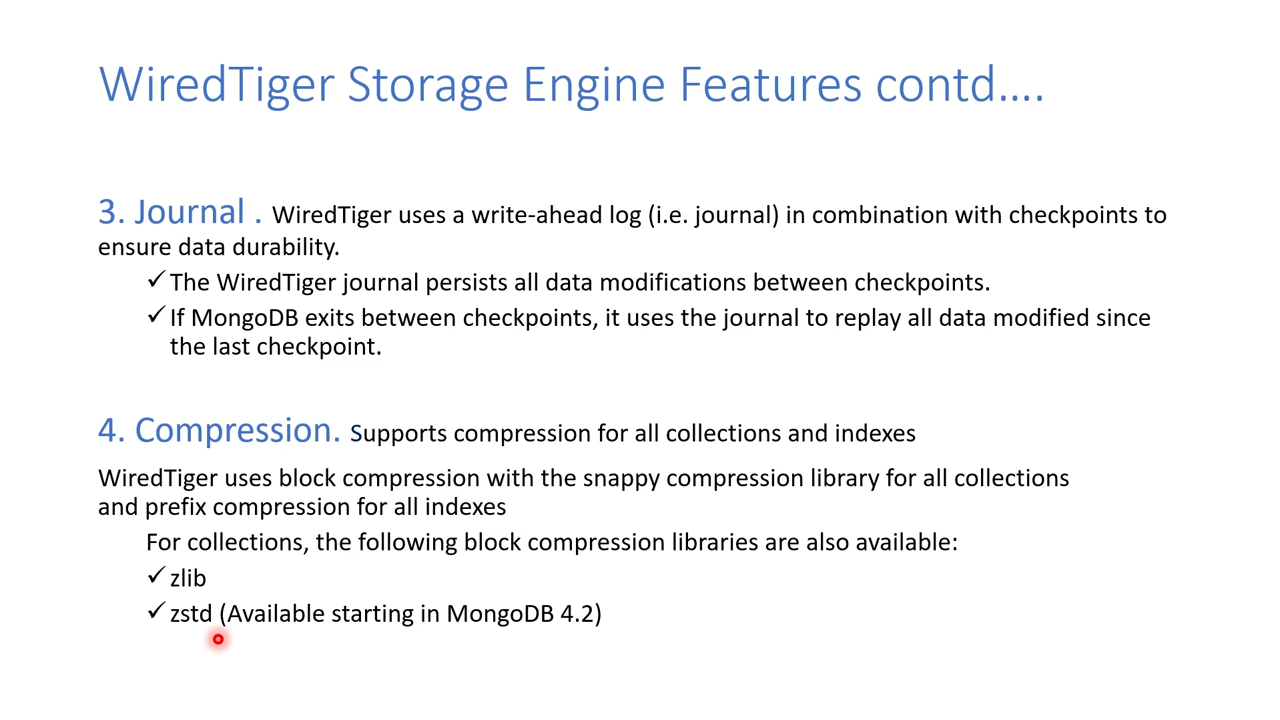 WiredTiger Storage Engine Features contd....
3. Journal . WiredTiger uses a write-ahead log (i.e. journal) in combination with checkpoints to
ensure data durability.
✓ The WiredTiger journal persists all data modifications between checkpoints.
✓ If MongoDB exits between checkpoints, it uses the journal to replay all data modified since
the last checkpoint.
4. Compression. Supports compression for all collections and indexes
WiredTiger uses block compression with the snappy compression library for all collections
and prefix compression for all indexes
For collections, the following block compression libraries are also available:
✓ zlib
✓ zstd (Available starting in MongoDB 4.2)